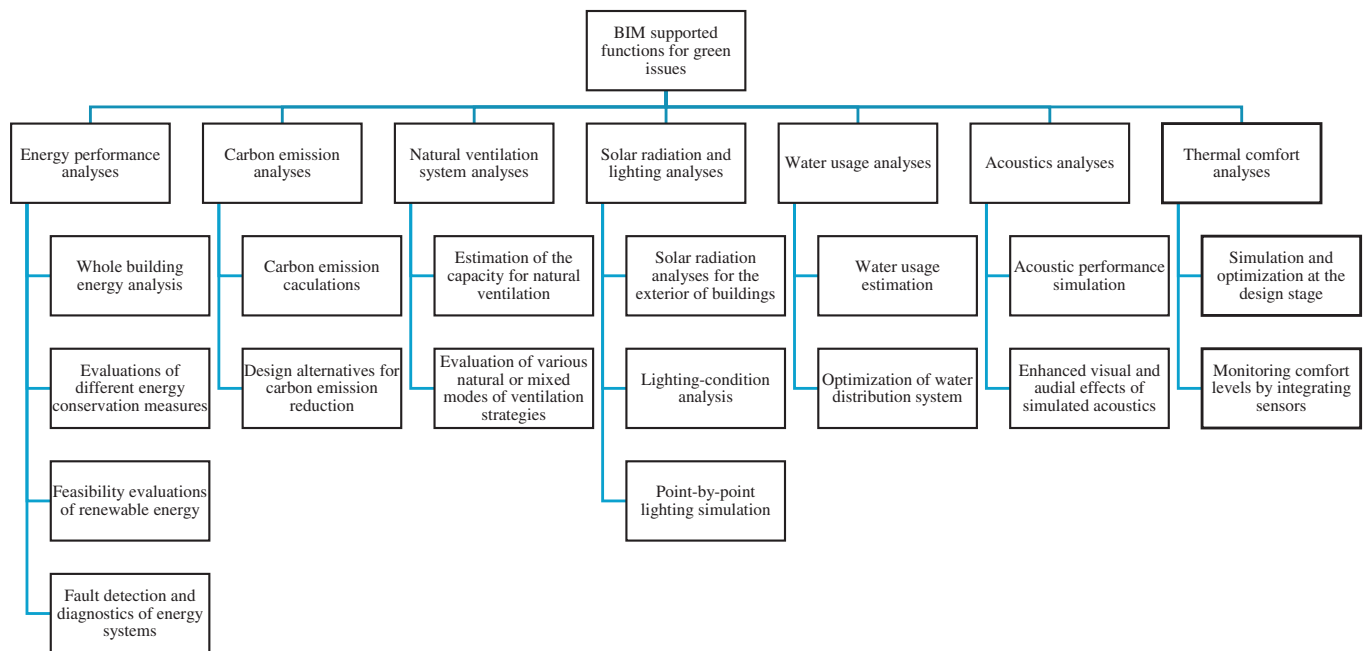 BIM supported
functions for green
issues
Energy performance
analyses
Carbon emission
analyses
Natural ventilation
system analyses
Solar radiation and
lighting analyses
Water usage analyses
Acoustics analyses
Thermal comfort
analyses
Whole building
energy analysis
Carbon emission
caculations
Estimation of the
capacity for natural
ventilation
Solar radiation
analyses for the
exterior of buildings
Water usage
estimation
Acoustic performance
simulation
Simulation and
optimization at the
design stage
Evaluations of
different energy
conservation measures
Design alternatives for
carbon emission
reduction
Evaluation of various
natural or mixed
modes of ventilation
strategies
Lighting-condition
analysis
Optimization of water
distribution system
Enhanced visual and
audial effects of
simulated acoustics
Monitoring comfort
levels by integrating
sensors
Feasibility evaluations
of renewable energy
Point-by-point
lighting simulation
Fault detection and
diagnostics of energy
systems